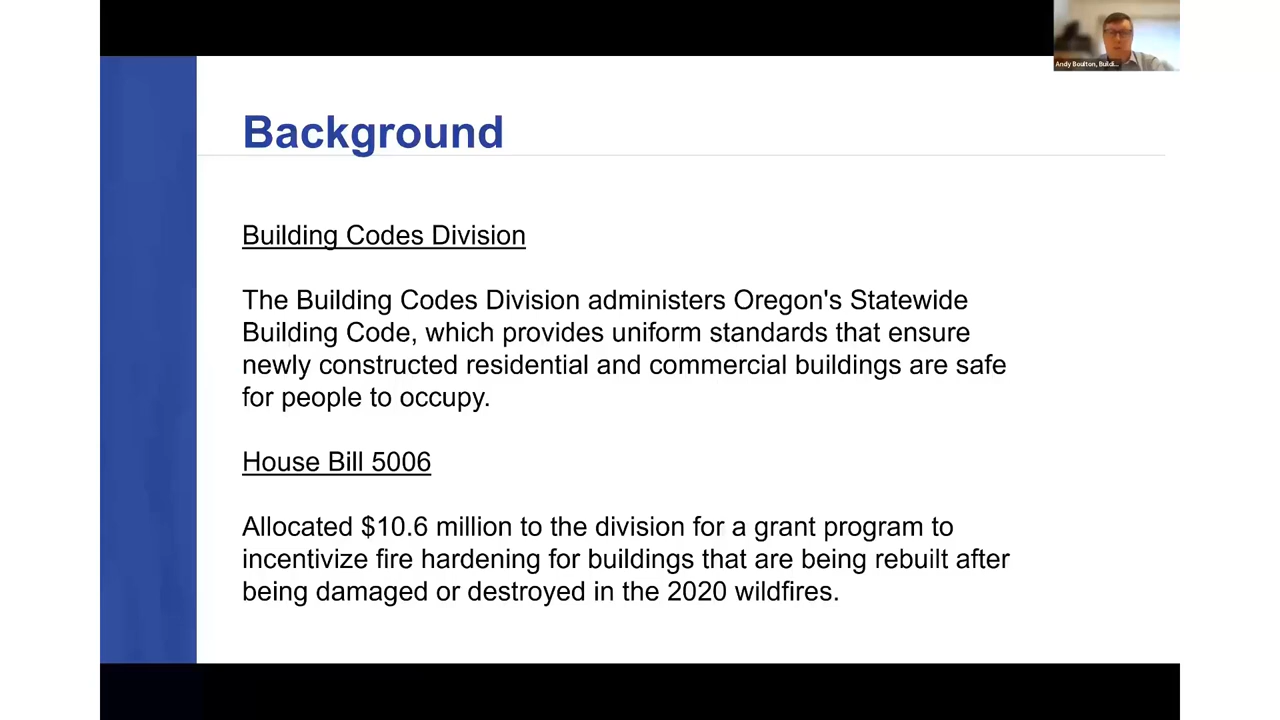 Andy Boulton, Buildi...
Background
Building Codes Division
The Building Codes Division administers Oregon's Statewide
Building Code, which provides uniform standards that ensure
newly constructed residential and commercial buildings are safe
for people to occupy.
House Bill 5006
Allocated $10.6 million to the division for a grant program to
incentivize fire hardening for buildings that are being rebuilt after
being damaged or destroyed in the 2020 wildfires.